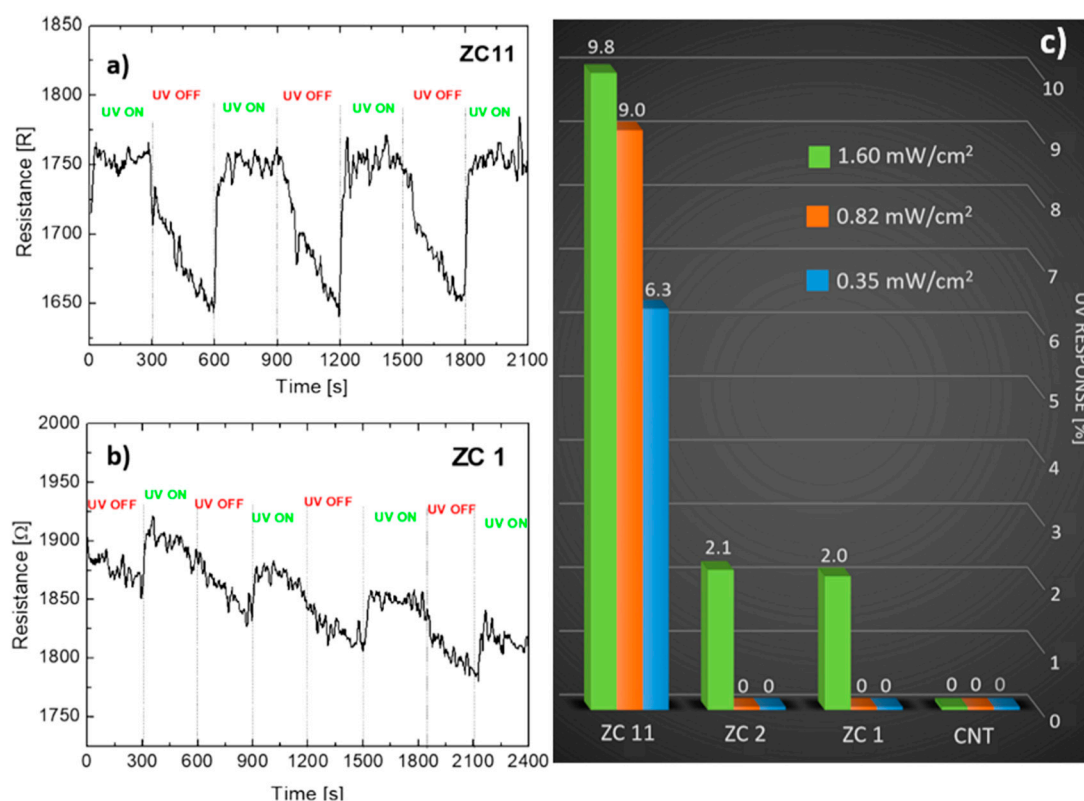 a)
ZC11
UV ON UV OFF UV ON UV OFF UV ON UV OFF UV ON
Resistance [R]
1850
1800
1750
1700
1650
1600
0 300 600 900 1200 1500 1800 2100
Time [s]
b)
ZC 1
UV OFF UV ON UV OFF UV ON UV OFF UV ON UV OFF UV ON
Resistance [Ω]
2000
1950
1900
1850
1800
1750
0 300 600 900 1200 1500 1800 2100 2400
Time [s]
c)
1.60 mW/cm²
0.82 mW/cm²
0.35 mW/cm²
9.8
9.0
6.3
2.1
0 0
2.0
0 0
0 0 0
ZC 11 ZC 2 ZC 1 CNT
10
9
8
7
6
5
4
3
2
1
0
UV RESPONSE [%]